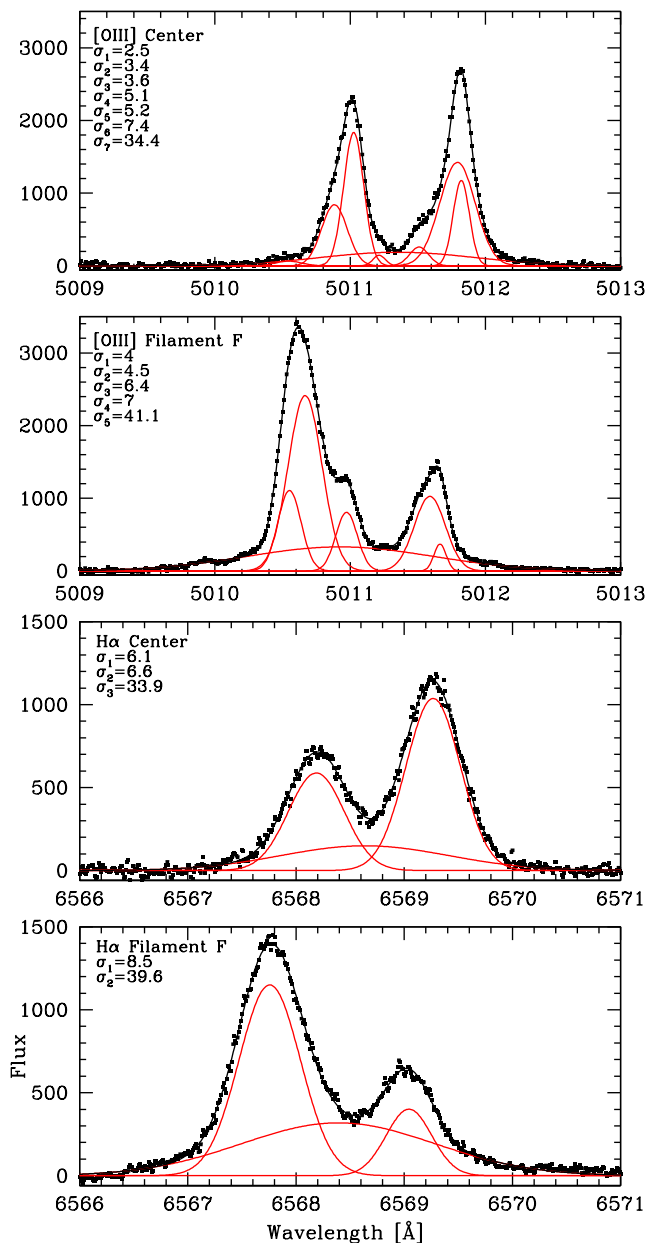 [OIII] Center
σ1=2.5
σ2=3.4
σ3=3.6
σ4=5.1
σ5=5.2
σ6=7.4
σ7=34.4
3000
2000
1000
0
5009 5010 5011 5012 5013
[OIII] Filament F
σ1=4
σ2=4.5
σ3=6.4
σ4=7
σ5=41.1
3000
2000
1000
0
5009 5010 5011 5012 5013
Hα Center
σ1=6.1
σ2=6.6
σ3=33.9
1500
1000
500
0
6566 6567 6568 6569 6570 6571
Hα Filament F
σ1=8.5
σ2=39.6
1500
1000
500
0
Flux
6566 6567 6568 6569 6570 6571
Wavelength [Å]